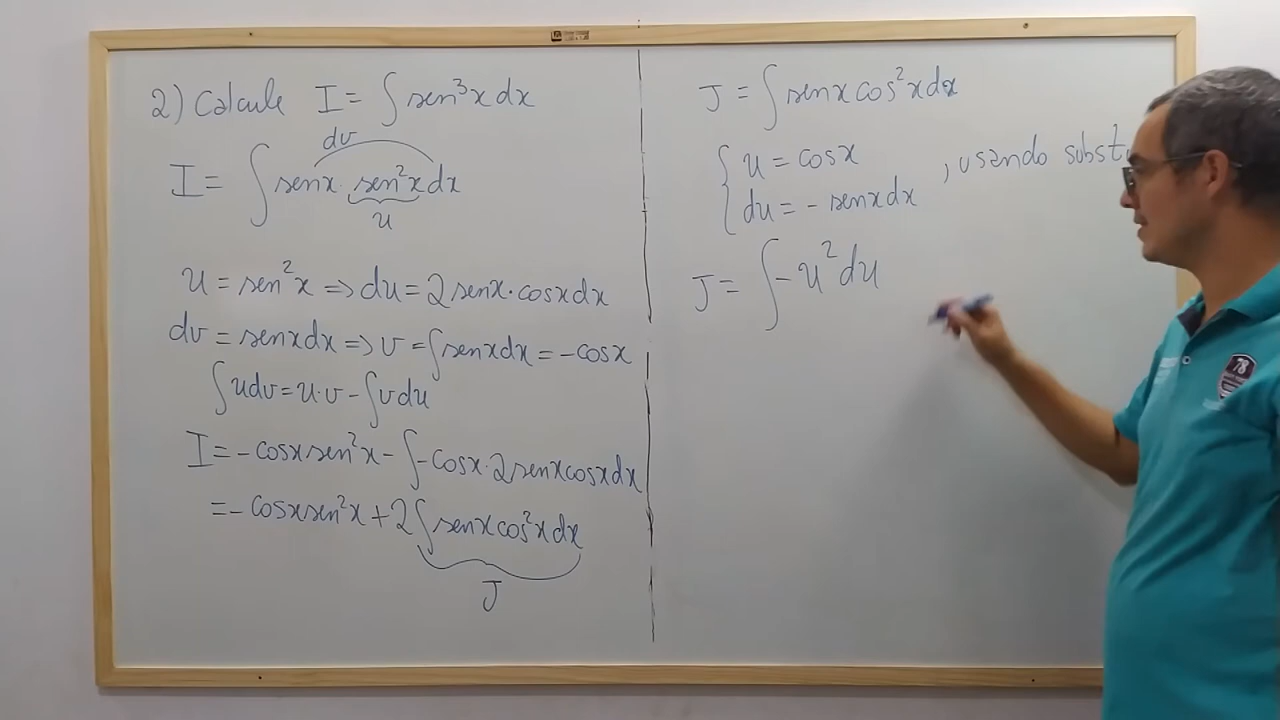 2) Calcule I = ∫ sen³x dx
dv
I = ∫ senx · sen²x dx
u
u = sen²x => du = 2 senx · cosx dx
dv = senx dx => v = ∫ senx dx = -cosx
∫ u dv = u · v - ∫ v du
I = -cosx sen²x - ∫ -cosx · 2 senx cosx dx
= -cosx sen²x + 2 ∫ senx cos²x dx
J
J = ∫ senx cos²x dx
{ u = cosx
du = -senx dx , usando
J = ∫ -u² du
78